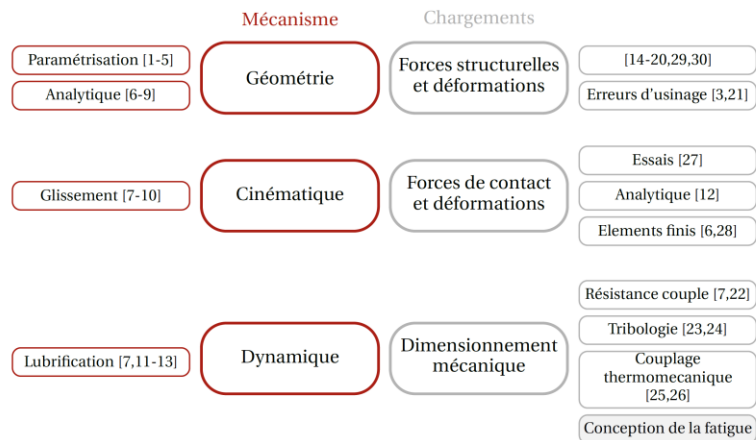 Mécanisme
Chargements
Paramétrisation [1-5]
Analytique [6-9]
Géométrie
Forces structurelles
et déformations
[14-20,29,30]
Erreurs d'usinage [3,21]
Glissement [7-10]
Cinématique
Forces de contact
et déformations
Essais [27]
Analytique [12]
Elements finis [6,28]
Lubrification [7,11-13]
Dynamique
Dimensionnement
mécanique
Résistance couple [7,22]
Tribologie [23,24]
Couplage
thermomecanique
[25,26]
Conception de la fatigue